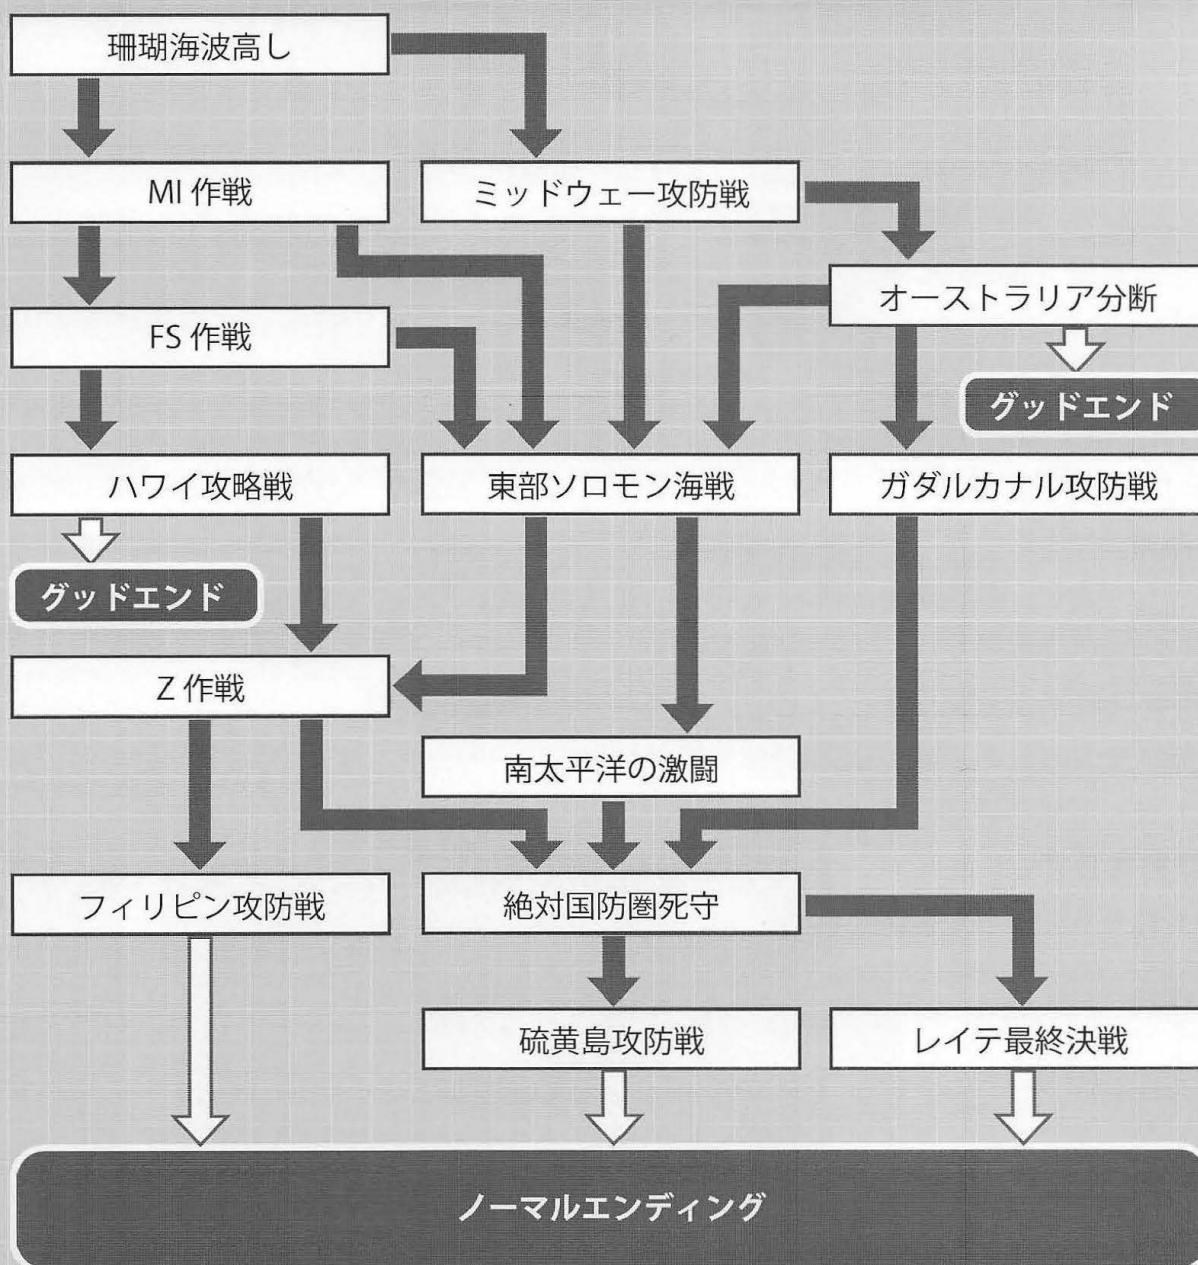 珊瑚海波高し
MI 作戦
ミッドウェー攻防戦
オーストラリア分断
FS 作戦
グッドエンド
ハワイ攻略戦
東部ソロモン海戦
ガダルカナル攻防戦
グッドエンド
Z 作戦
南太平洋の激闘
フィリピン攻防戦
絶対国防圏死守
硫黄島攻防戦
レイテ最終決戦
ノーマルエンディング